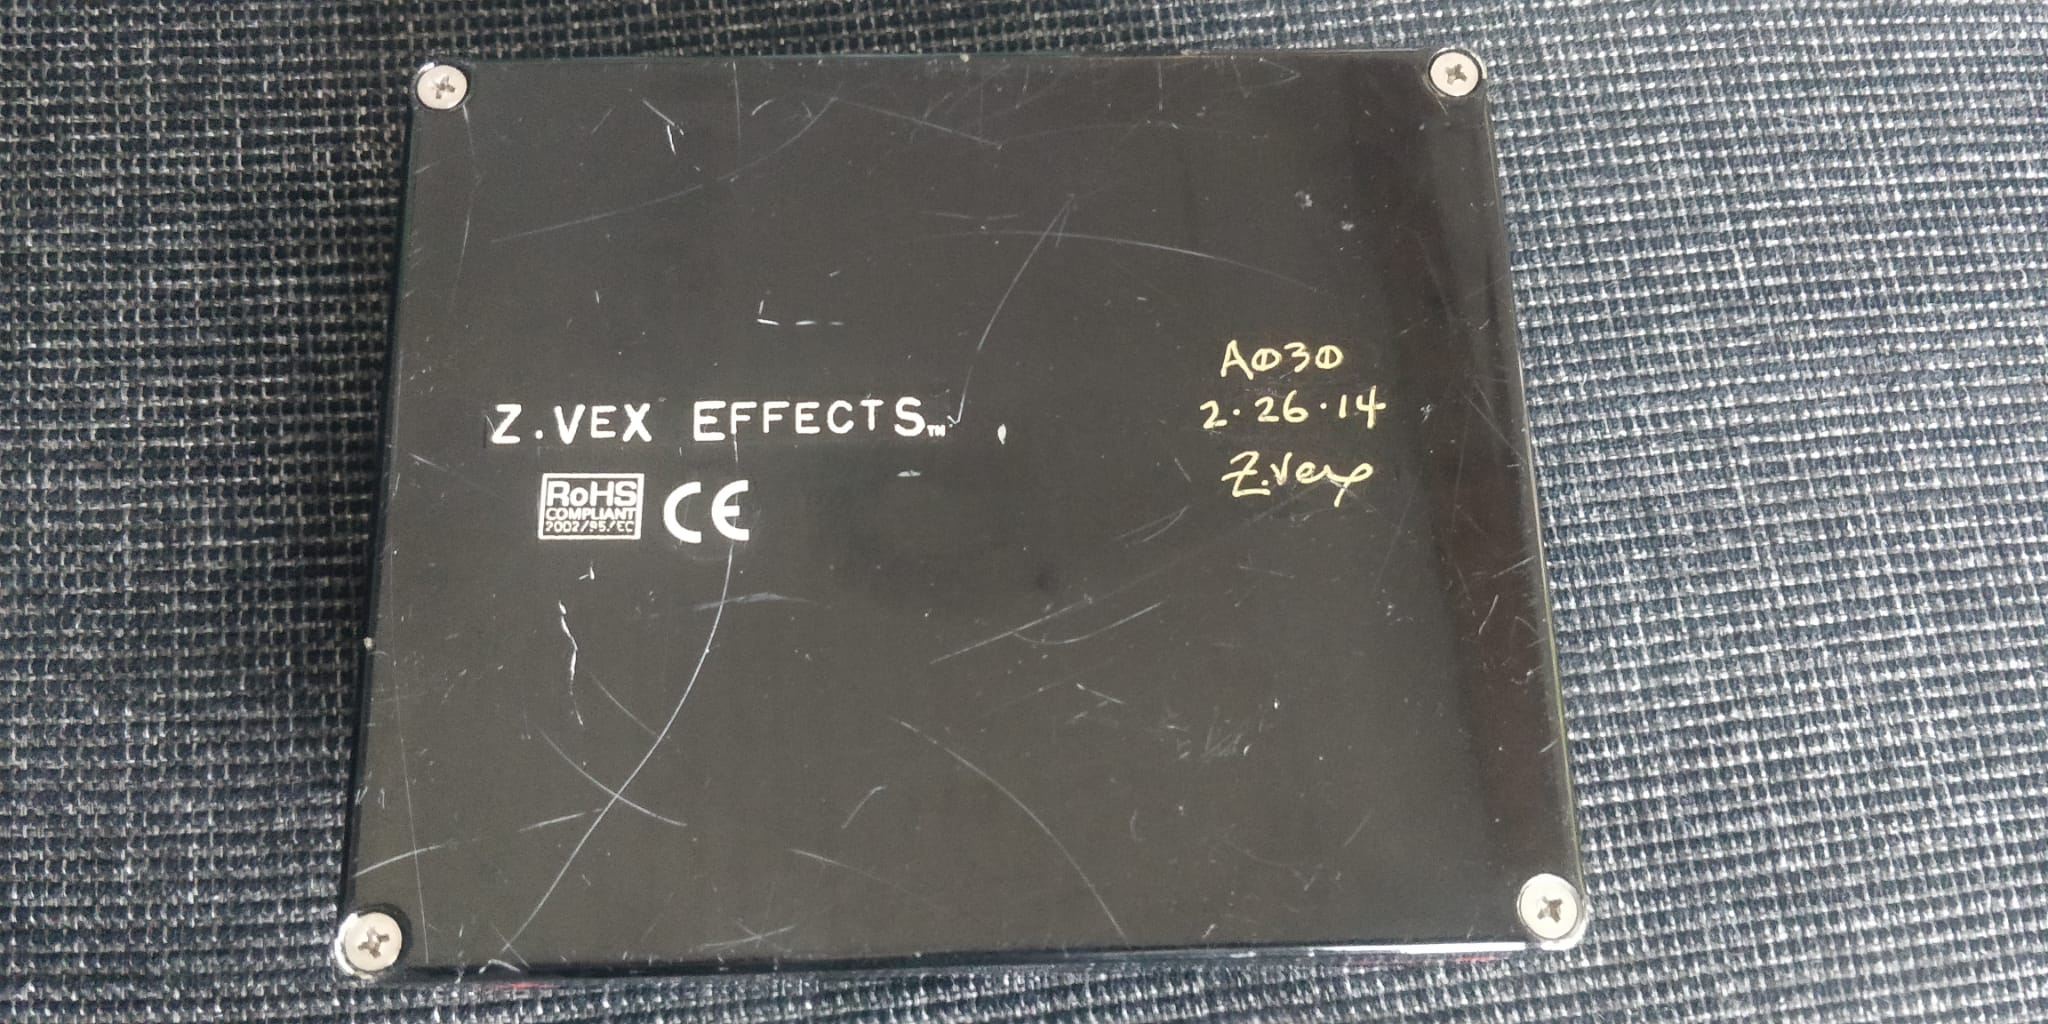 Z.VEX EFFECTS™
RoHS
COMPLIANT
2002/95/EC
CE
A030
2·26·14
Z.Vex